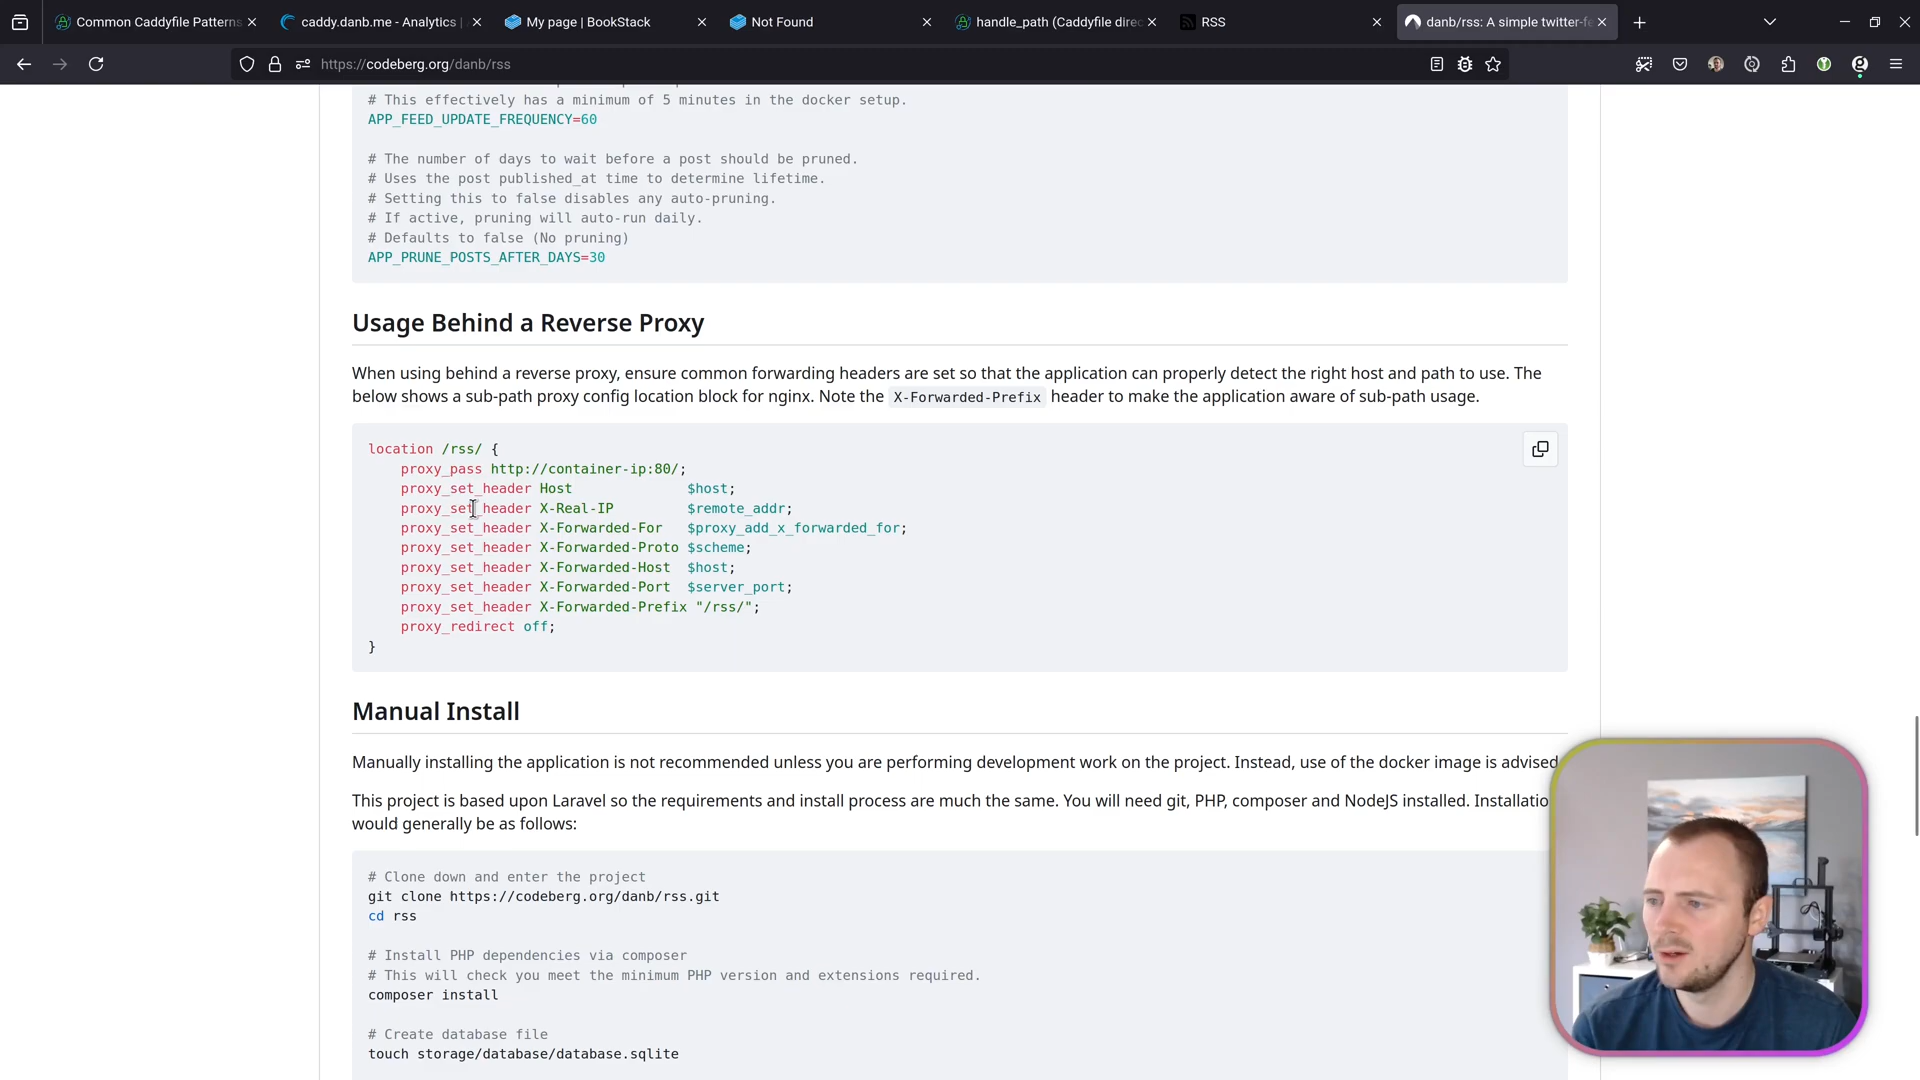 Common Caddyfile Patterns
caddy.danb.me - Analytics |
My page | BookStack
Not Found
handle_path (Caddyfile direc
RSS
danb/rss: A simple twitter-fe
https://codeberg.org/danb/rss
# This effectively has a minimum of 5 minutes in the docker setup.
APP_FEED_UPDATE_FREQUENCY=60
# The number of days to wait before a post should be pruned.
# Uses the post published_at time to determine lifetime.
# Setting this to false disables any auto-pruning.
# If active, pruning will auto-run daily.
# Defaults to false (No pruning)
APP_PRUNE_POSTS_AFTER_DAYS=30
Usage Behind a Reverse Proxy
When using behind a reverse proxy, ensure common forwarding headers are set so that the application can properly detect the right host and path to use. The
below shows a sub-path proxy config location block for nginx. Note the X-Forwarded-Prefix header to make the application aware of sub-path usage.
location /rss/ {
    proxy_pass http://container-ip:80/;
    proxy_set_header Host              $host;
    proxy_set_header X-Real-IP         $remote_addr;
    proxy_set_header X-Forwarded-For   $proxy_add_x_forwarded_for;
    proxy_set_header X-Forwarded-Proto $scheme;
    proxy_set_header X-Forwarded-Host  $host;
    proxy_set_header X-Forwarded-Port  $server_port;
    proxy_set_header X-Forwarded-Prefix "/rss/";
    proxy_redirect off;
}
Manual Install
Manually installing the application is not recommended unless you are performing development work on the project. Instead, use of the docker image is advised
This project is based upon Laravel so the requirements and install process are much the same. You will need git, PHP, composer and NodeJS installed. Installatio
would generally be as follows:
# Clone down and enter the project
git clone https://codeberg.org/danb/rss.git
cd rss
# Install PHP dependencies via composer
# This will check you meet the minimum PHP version and extensions required.
composer install
# Create database file
touch storage/database/database.sqlite